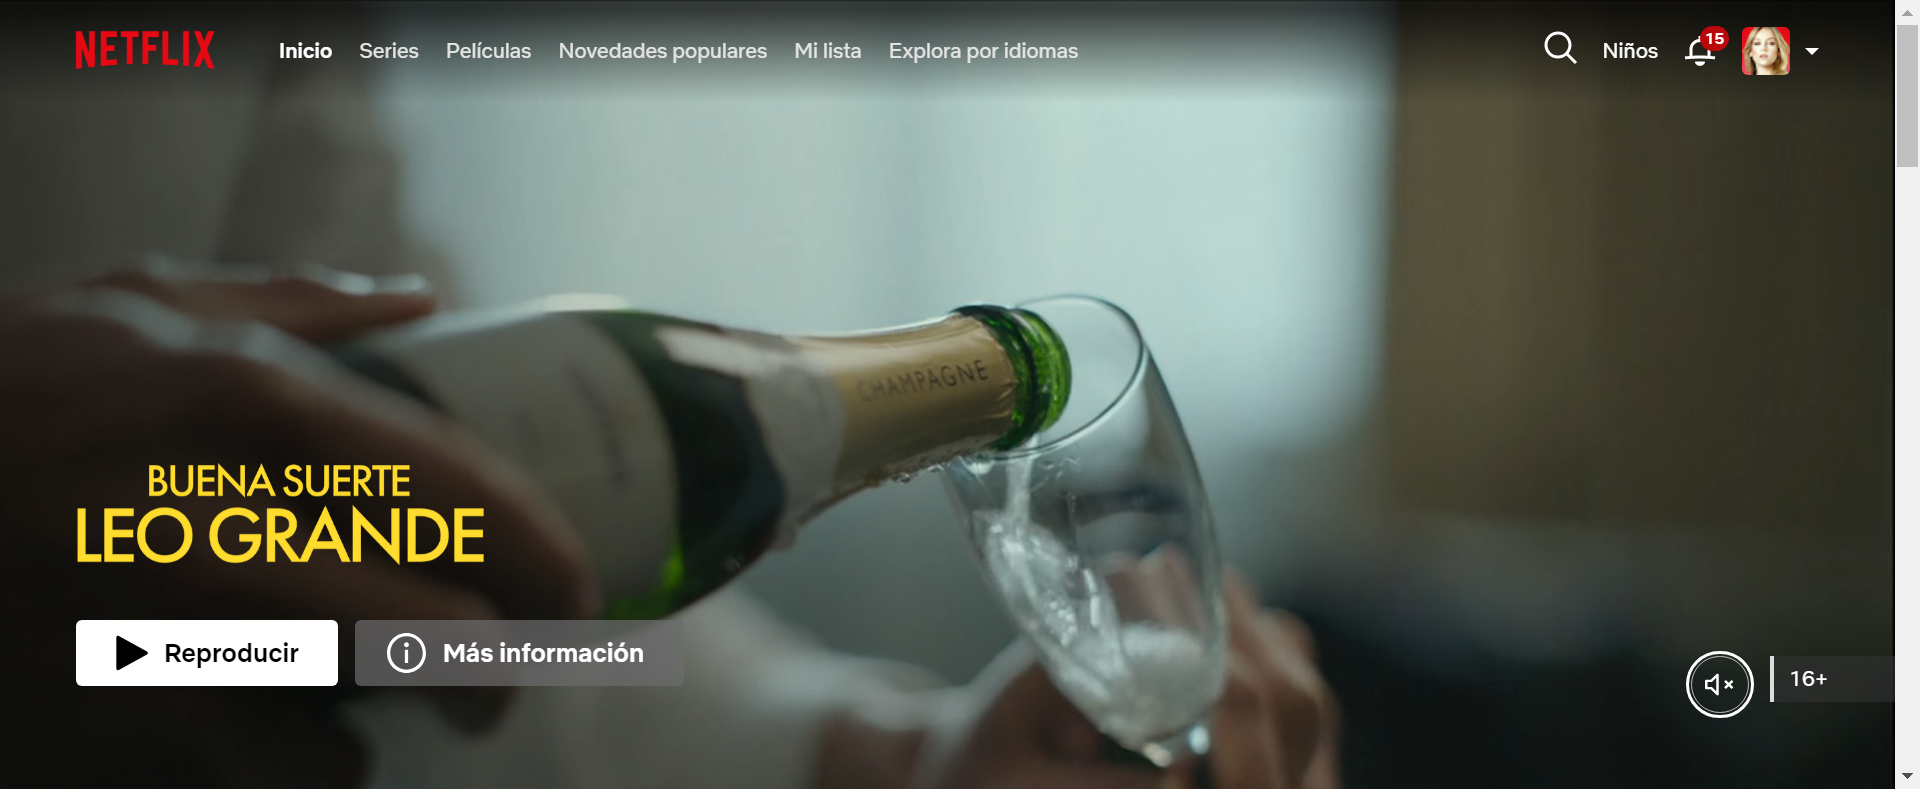 NETFLIX Inicio Series Películas Novedades populares Mi lista Explora por idiomas Niños 15
CHAMPAGNE
BUENA SUERTE
LEO GRANDE
Reproducir Más información
16+